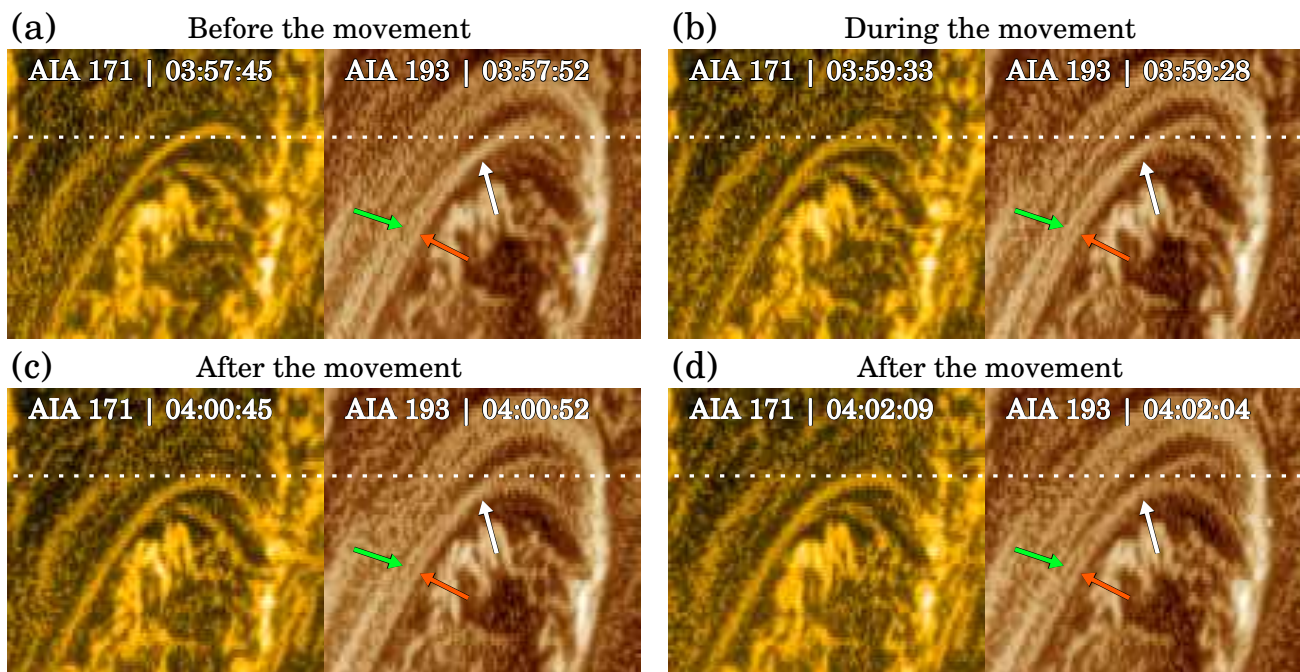 (a) Before the movement
AIA 171 | 03:57:45
AIA 193 | 03:57:52
(b) During the movement
AIA 171 | 03:59:33
AIA 193 | 03:59:28
(c) After the movement
AIA 171 | 04:00:45
AIA 193 | 04:00:52
(d) After the movement
AIA 171 | 04:02:09
AIA 193 | 04:02:04